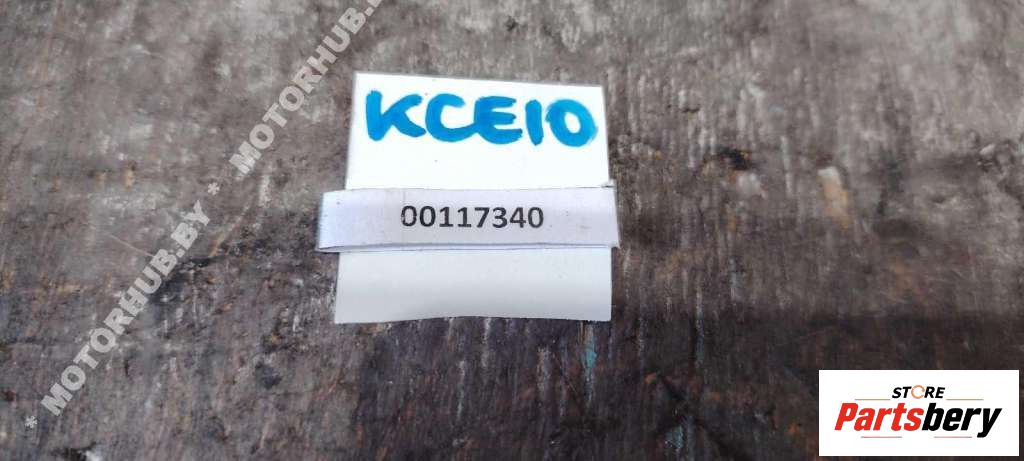 KCE10
00117340
* MOTORHUB.BY * MOTORHUB.BY
STORE
Partsbery